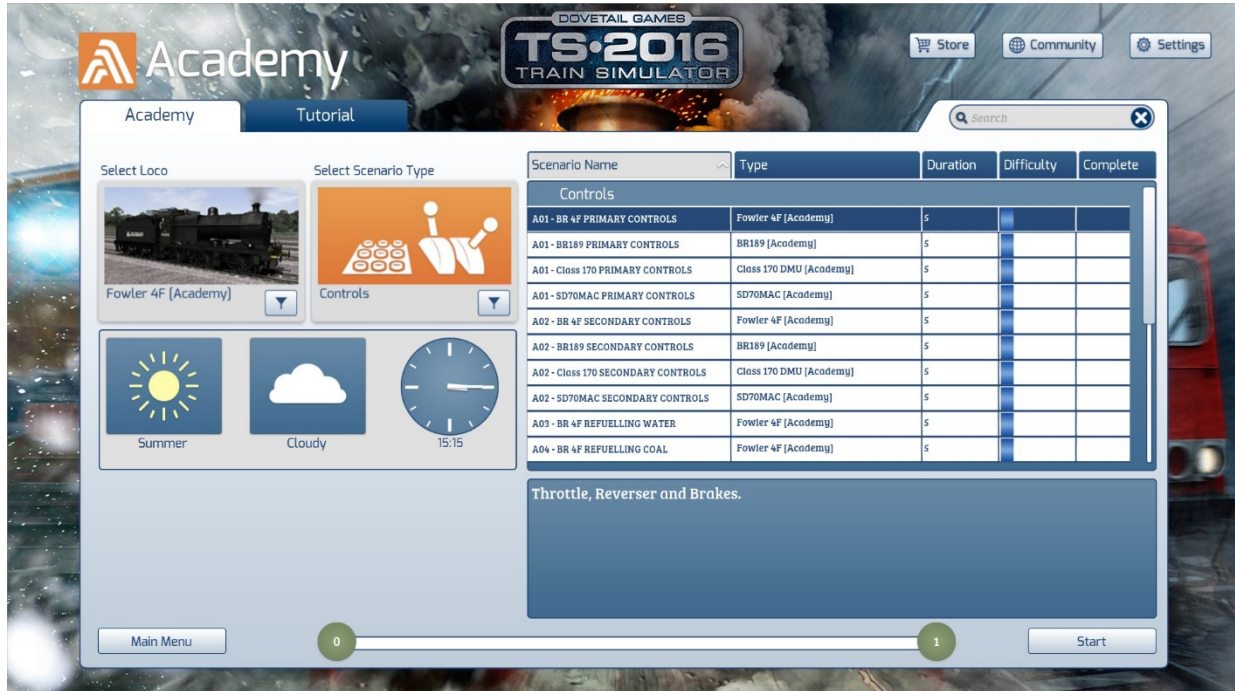 Academy
DOVETAIL GAMES
TS•2016
TRAIN SIMULATOR
Store
Community
Settings
Academy
Tutorial
Search
Select Loco
Select Scenario Type
Fowler 4F [Academy]
Controls
Summer
Cloudy
15:15
Scenario Name Type Duration Difficulty Complete
Controls
A01 - BR 4F PRIMARY CONTROLS Fowler 4F [Academy] 5
A01 - BR189 PRIMARY CONTROLS BR189 [Academy] 5
A01 - Class 170 PRIMARY CONTROLS Class 170 DMU [Academy] 5
A01 - SD70MAC PRIMARY CONTROLS SD70MAC [Academy] 5
A02 - BR 4F SECONDARY CONTROLS Fowler 4F [Academy] 5
A02 - BR189 SECONDARY CONTROLS BR189 [Academy] 5
A02 - Class 170 SECONDARY CONTROLS Class 170 DMU [Academy] 5
A02 - SD70MAC SECONDARY CONTROLS SD70MAC [Academy] 5
A03 - BR 4F REFUELLING WATER Fowler 4F [Academy] 5
A04 - BR 4F REFUELLING COAL Fowler 4F [Academy] 5
Throttle, Reverser and Brakes.
Main Menu
0
1
Start